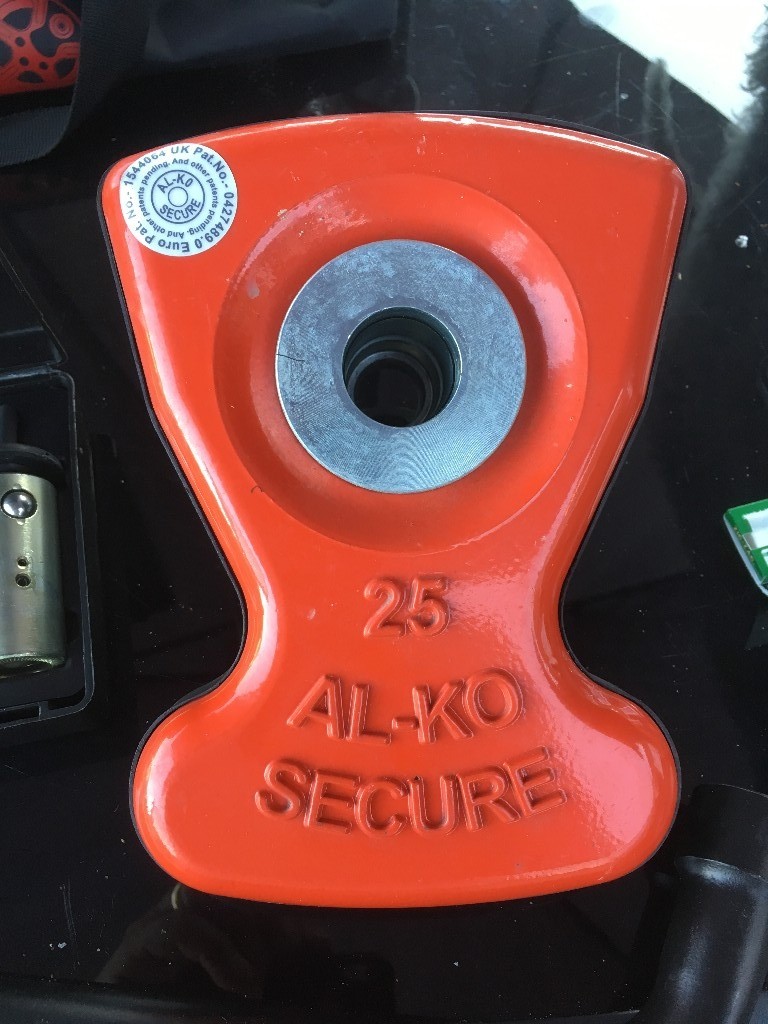 1544064 UK Pat.No.- 0427489.0 Euro Pat. No.-
And other patents pending. And other patents pending.
AL-KO
SECURE
25
AL-KO
SECURE